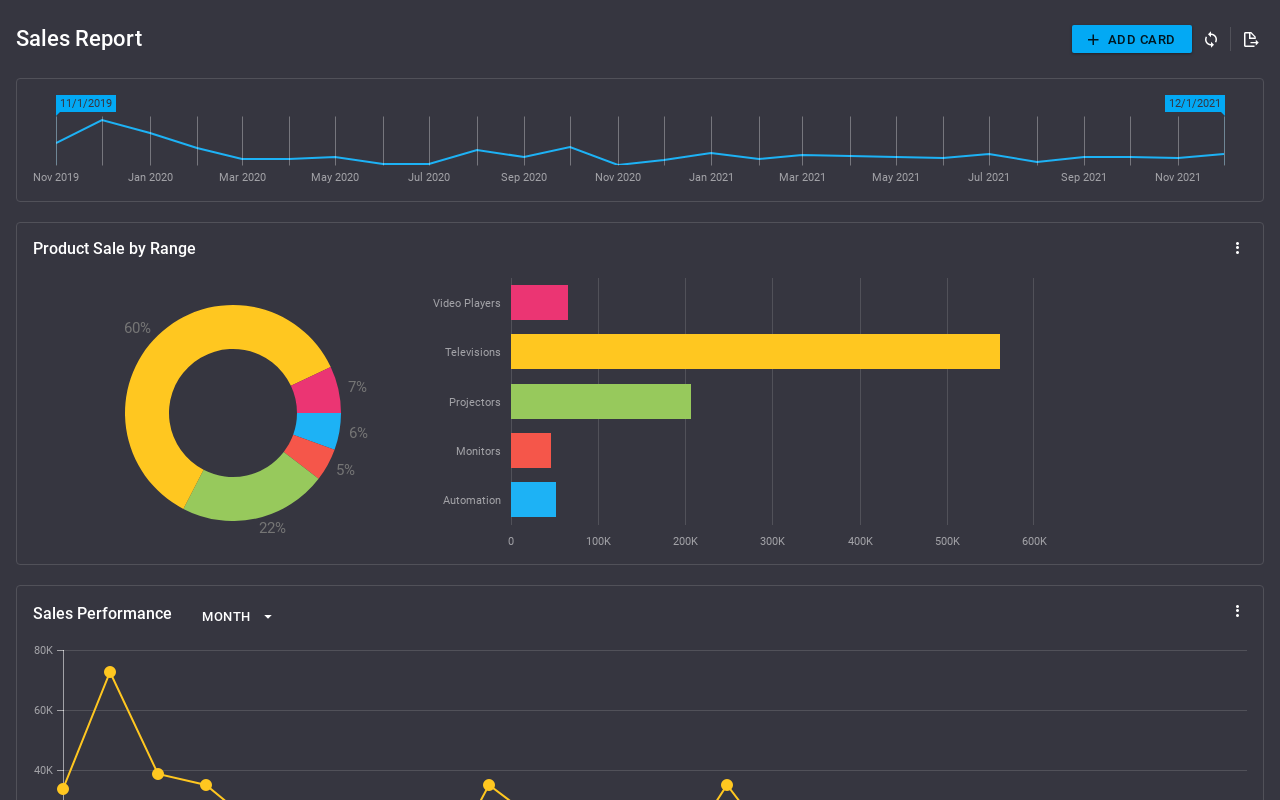 Sales Report
ADD CARD
11/1/2019
12/1/2021
Nov 2019
Jan 2020
Mar 2020
May 2020
Jul 2020
Sep 2020
Nov 2020
Jan 2021
Mar 2021
May 2021
Jul 2021
Sep 2021
Nov 2021
Product Sale by Range
60%
7%
6%
5%
22%
Video Players
Televisions
Projectors
Monitors
Automation
0
100K
200K
300K
400K
500K
600K
Sales Performance
MONTH
80K
60K
40K